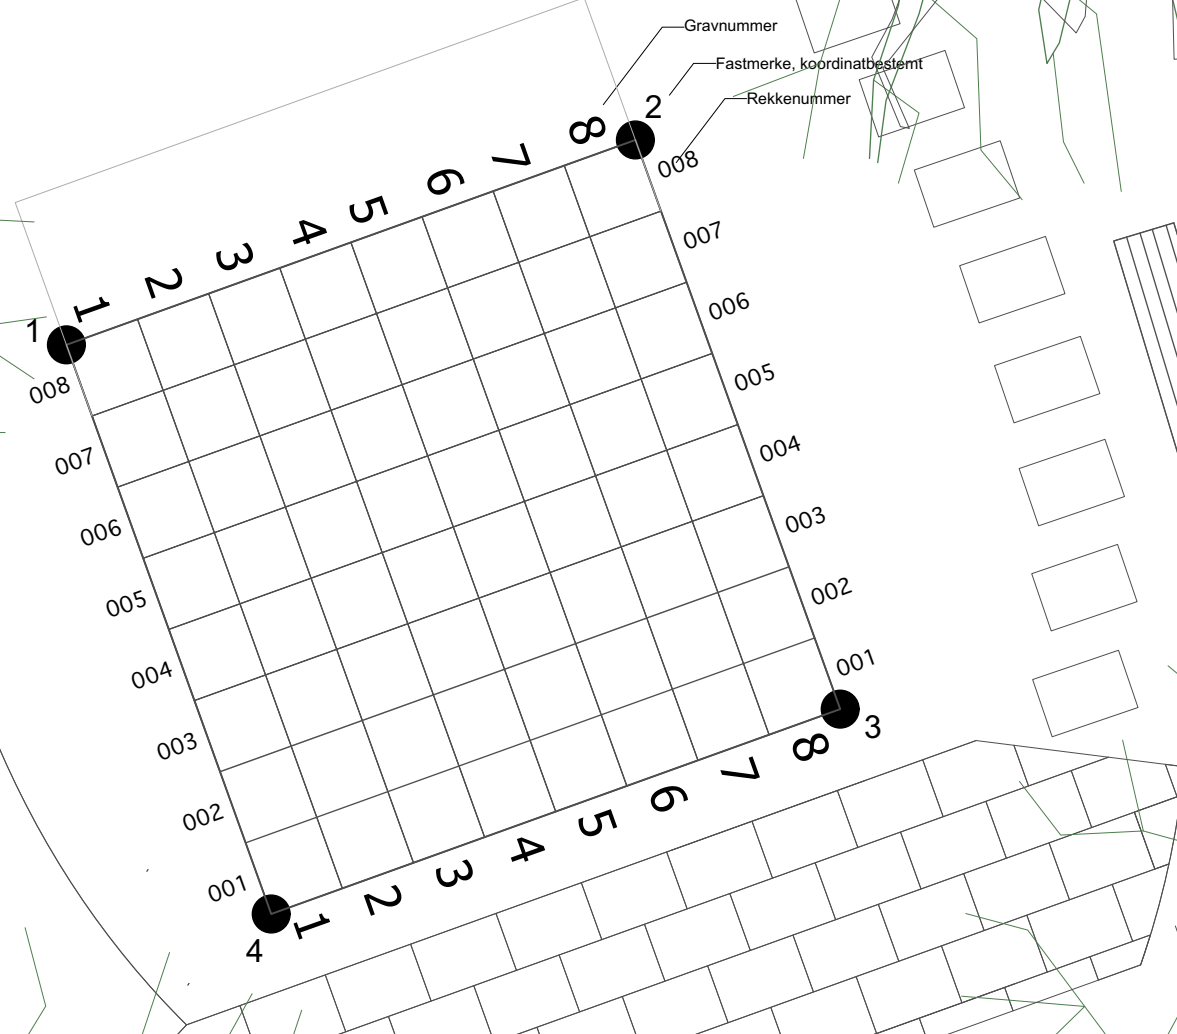 Gravnummer
Fastmerke, koordinatbestemt
Rekkenummer
2
1
1 2 3 4 5 6 7 8
008 008
007 007
006 006
005 005
004 004
003 003
002 002
001 001
1 2 3 4 5 6 7 8
3
4